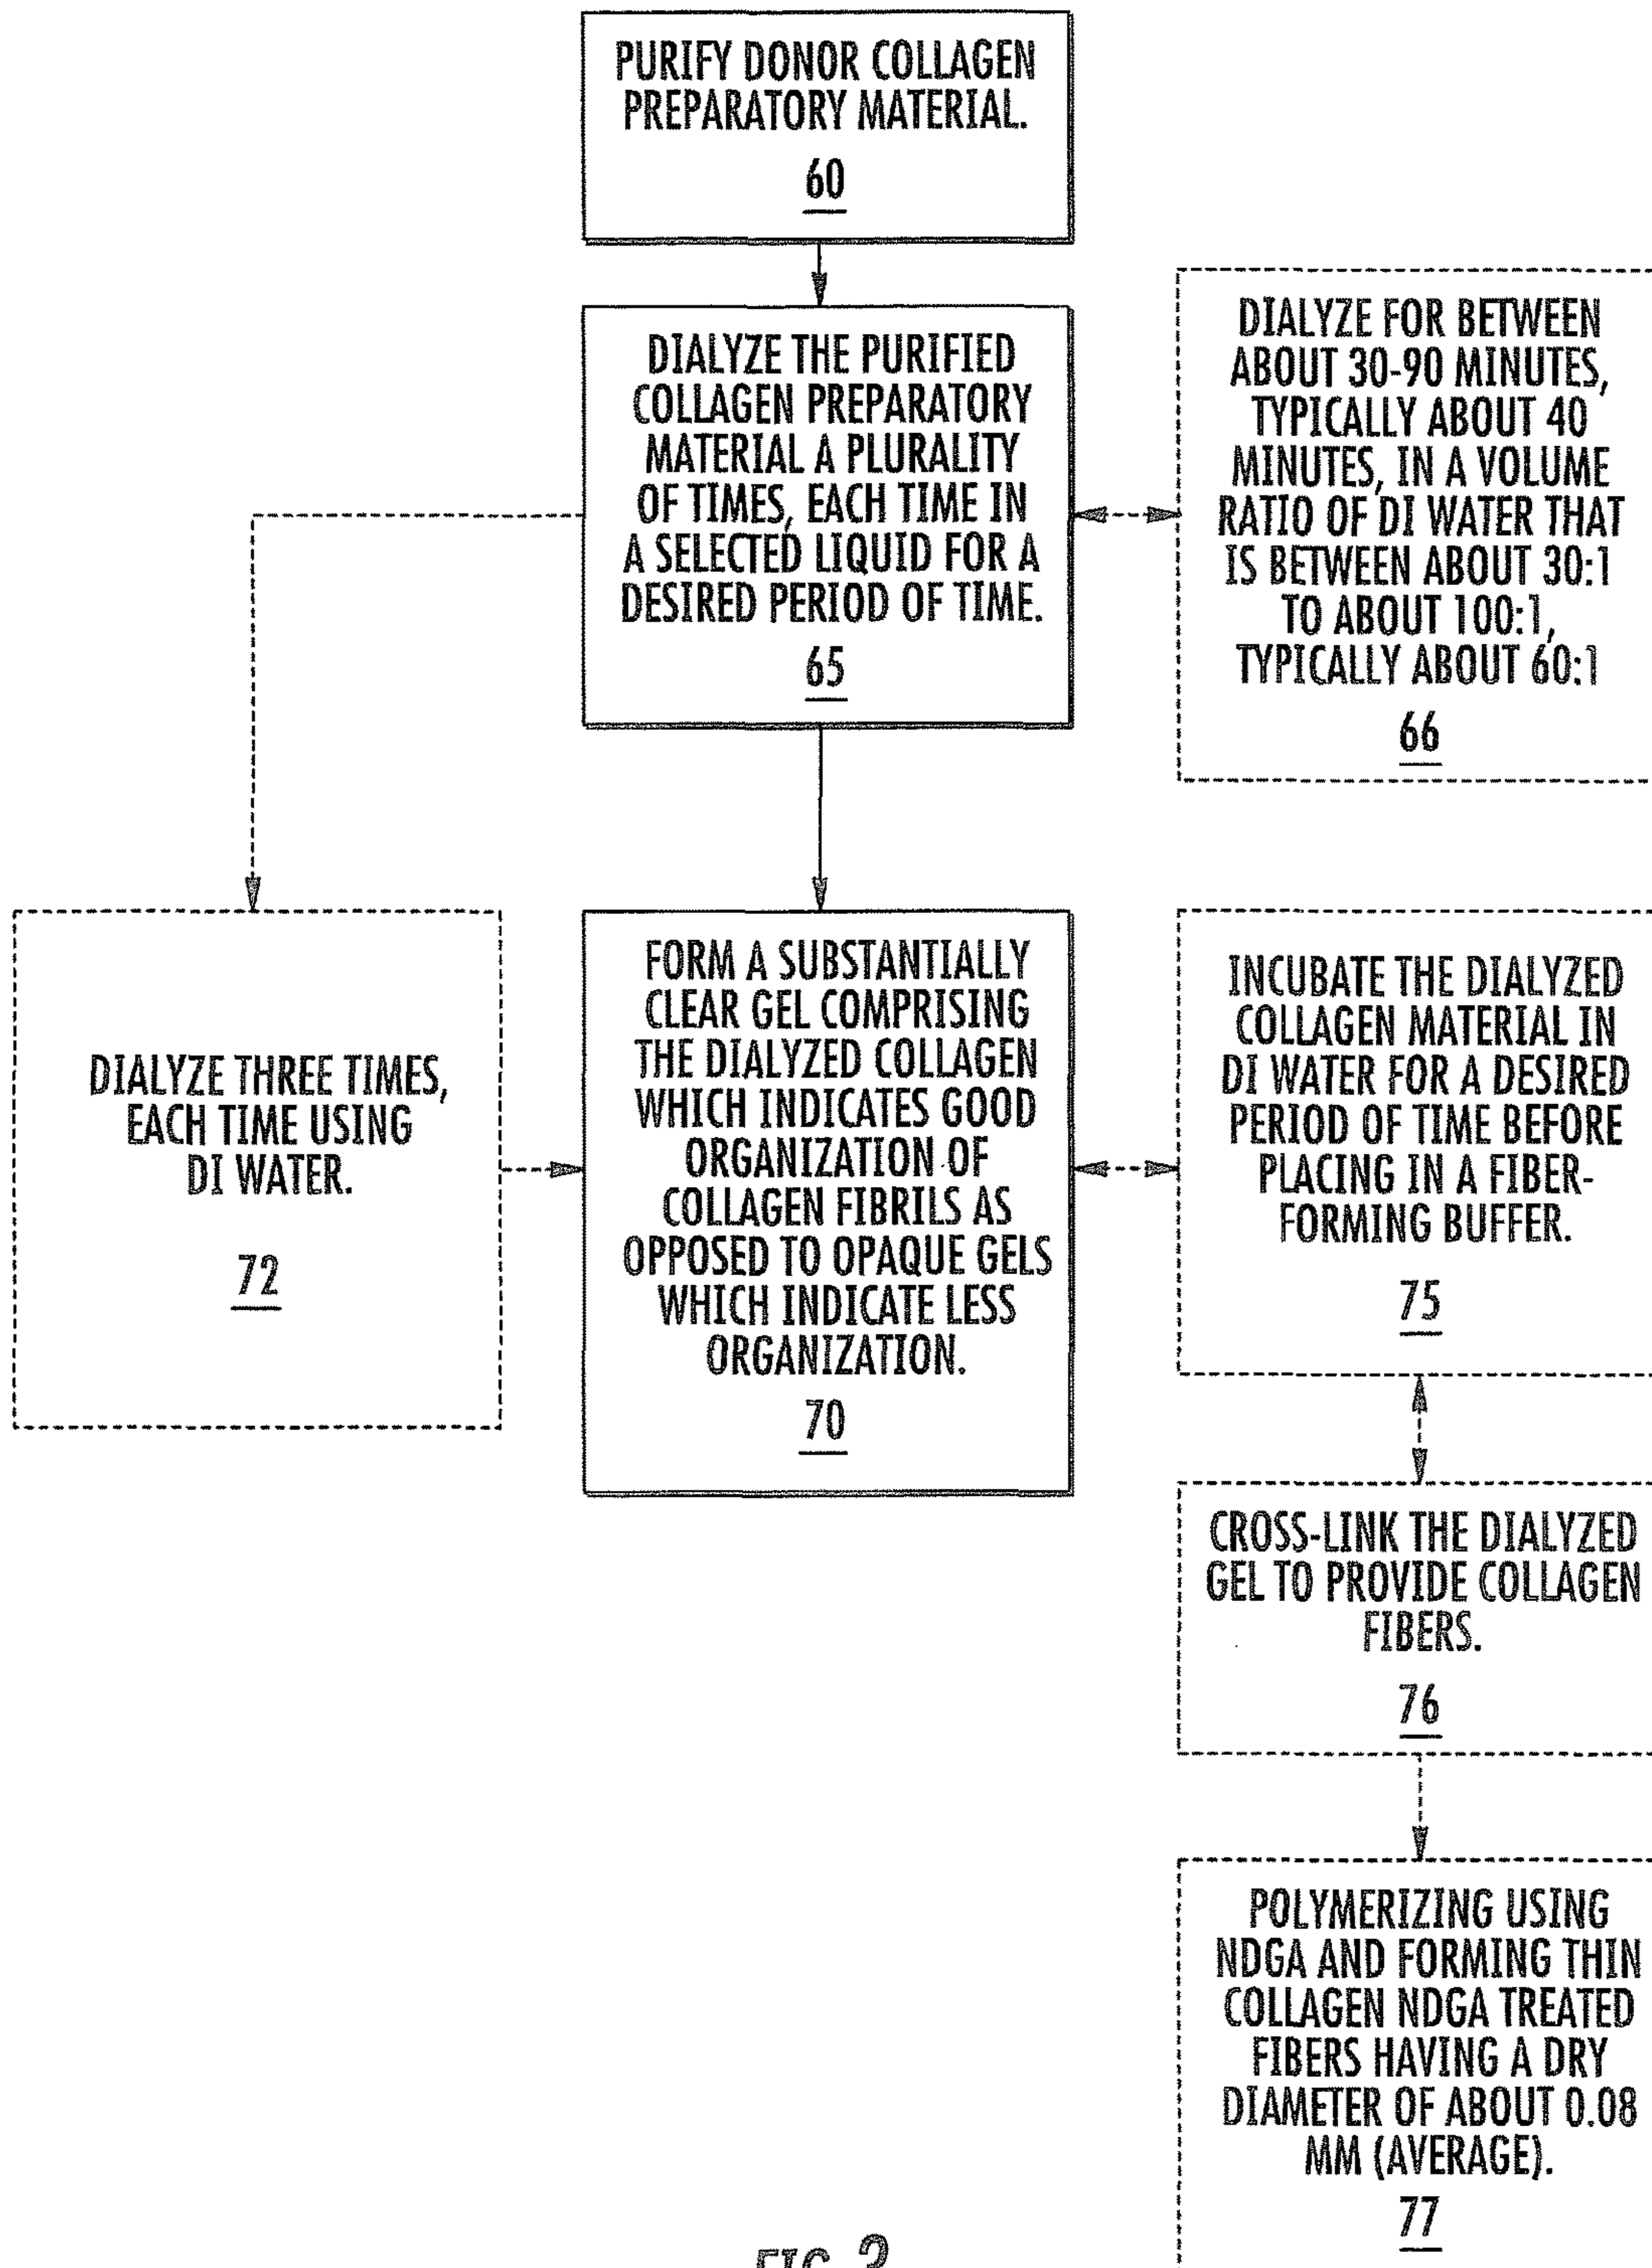 PURIFY DONOR COLLAGEN
PREPARATORY MATERIAL.
60
DIALYZE THE PURIFIED
COLLAGEN PREPARATORY
MATERIAL A PLURALITY
OF TIMES, EACH TIME IN
A SELECTED LIQUID FOR A
DESIRED PERIOD OF TIME.
65
DIALYZE FOR BETWEEN
ABOUT 30-90 MINUTES,
TYPICALLY ABOUT 40
MINUTES, IN A VOLUME
RATIO OF DI WATER THAT
IS BETWEEN ABOUT 30:1
TO ABOUT 100:1,
TYPICALLY ABOUT 60:1
66
DIALYZE THREE TIMES,
EACH TIME USING
DI WATER.
72
FORM A SUBSTANTIALLY
CLEAR GEL COMPRISING
THE DIALYZED COLLAGEN
WHICH INDICATES GOOD
ORGANIZATION OF
COLLAGEN FIBRILS AS
OPPOSED TO OPAQUE GELS
WHICH INDICATE LESS
ORGANIZATION.
70
INCUBATE THE DIALYZED
COLLAGEN MATERIAL IN
DI WATER FOR A DESIRED
PERIOD OF TIME BEFORE
PLACING IN A FIBER-
FORMING BUFFER.
75
CROSS-LINK THE DIALYZED
GEL TO PROVIDE COLLAGEN
FIBERS.
76
POLYMERIZING USING
NDGA AND FORMING THIN
COLLAGEN NDGA TREATED
FIBERS HAVING A DRY
DIAMETER OF ABOUT 0.08
MM (AVERAGE).
77